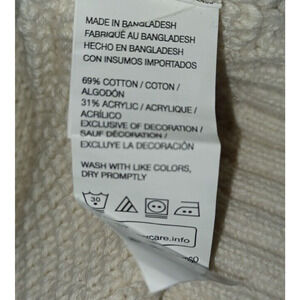 MADE IN BANGLADESH
FABRIQUÉ AU BANGLADESH
HECHO EN BANGLADESH
CON INSUMOS IMPORTADOS
69% COTTON / COTON /
ALGODÓN
31% ACRYLIC / ACRYLIQUE /
ACRÍLICO
EXCLUSIVE OF DECORATION /
SAUF DÉCORATION /
EXCLUYE LA DECORACIÓN
WASH WITH LIKE COLORS,
DRY PROMPTLY
30
care.info
60